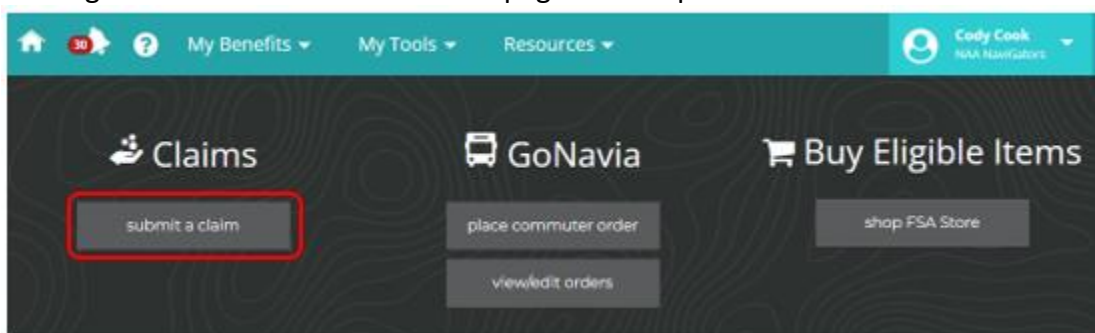 30
My Benefits
My Tools
Resources
Cody Cook
NAA NaviGators
Claims
GoNavia
Buy Eligible Items
submit a claim
place commuter order
shop FSA Store
view/edit orders